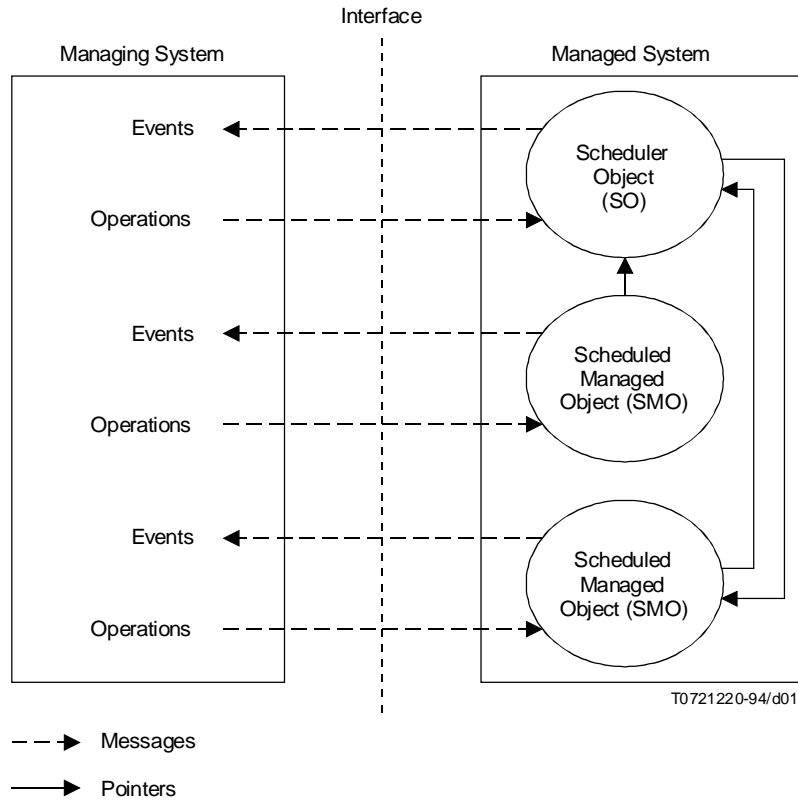 Interface
Managing System
Managed System
Events
Operations
Scheduler
Object
(SO)
Events
Operations
Scheduled
Managed
Object (SMO)
Events
Operations
Scheduled
Managed
Object (SMO)
T0721220-94/d01
Messages
Pointers